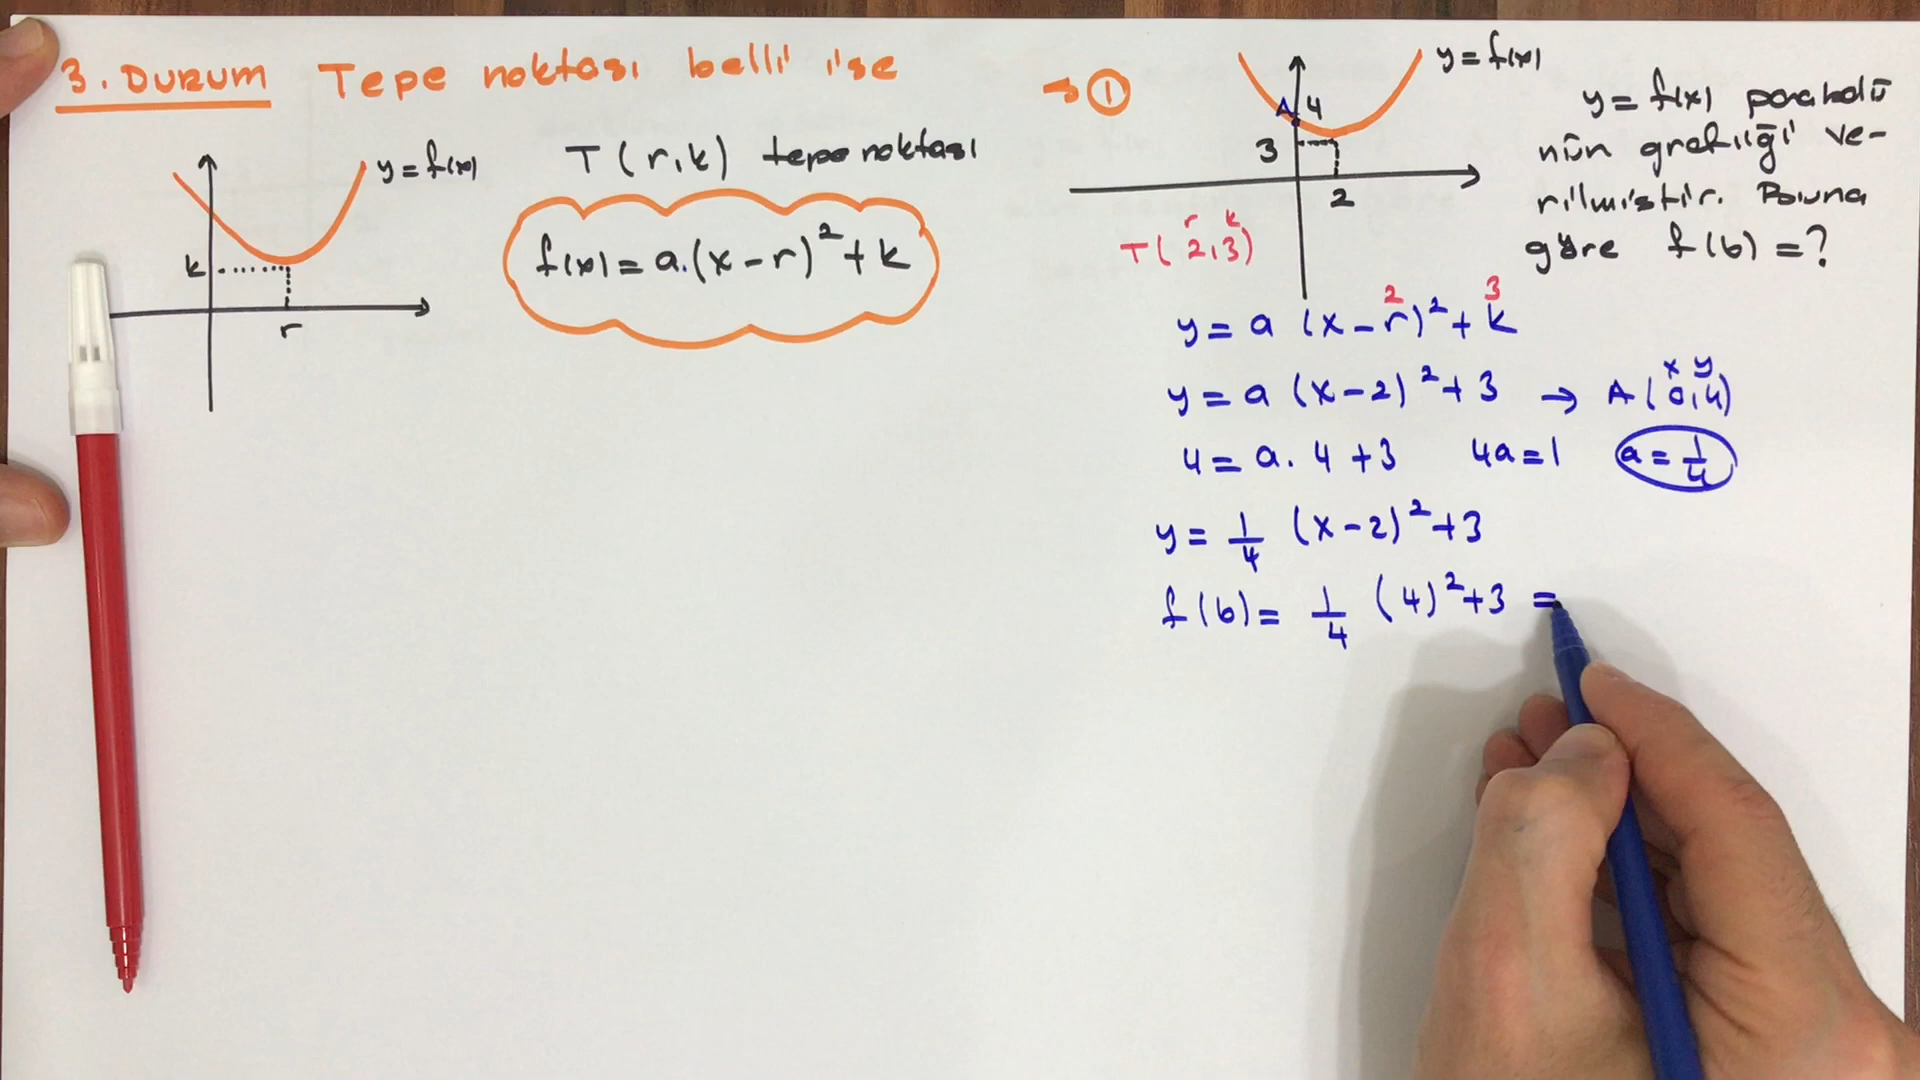 3. DURUM Tepe noktası belli ise
y = f(x)
T(r,k) tepe noktası
f(x) = a.(x-r)² + k
k
r
→ 1
y = f(x)
A 4
3
2
y = f(x) parabolü
nün grafiği ve-
rilmiştir. Buna
göre f(6) = ?
r k
T(2,3)
2 3
y = a (x-r)² + k
x y
y = a (x-2)² + 3 → A(0,4)
4 = a. 4 + 3 4a = 1 a = 1/4
y = 1/4 (x-2)² + 3
f(6) = 1/4 (4)² + 3 =